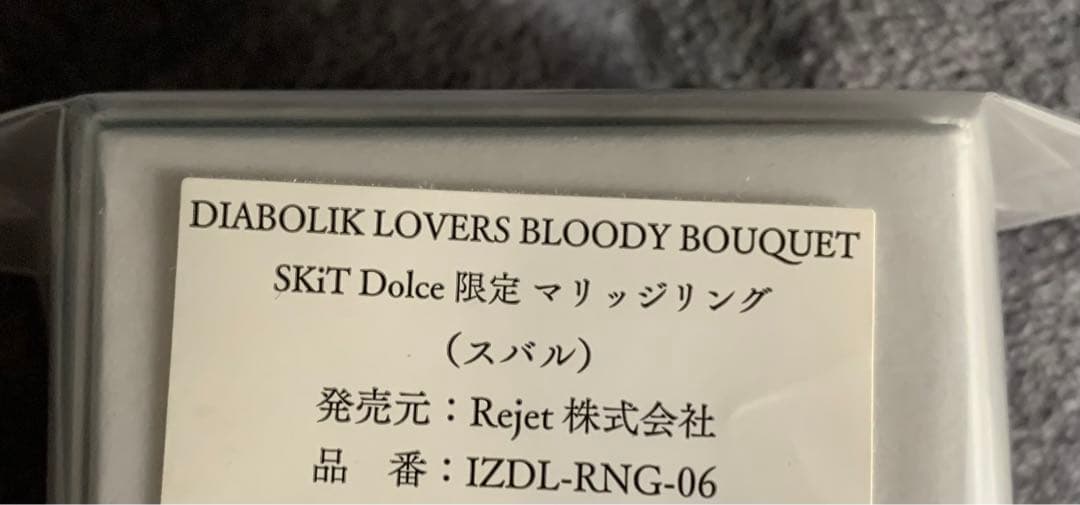 DIABOLIK LOVERS BLOODY BOUQUET
SKiT Dolce 限定 マリッジリング
（スバル）
発売元：Rejet 株式会社
品　番：IZDL-RNG-06